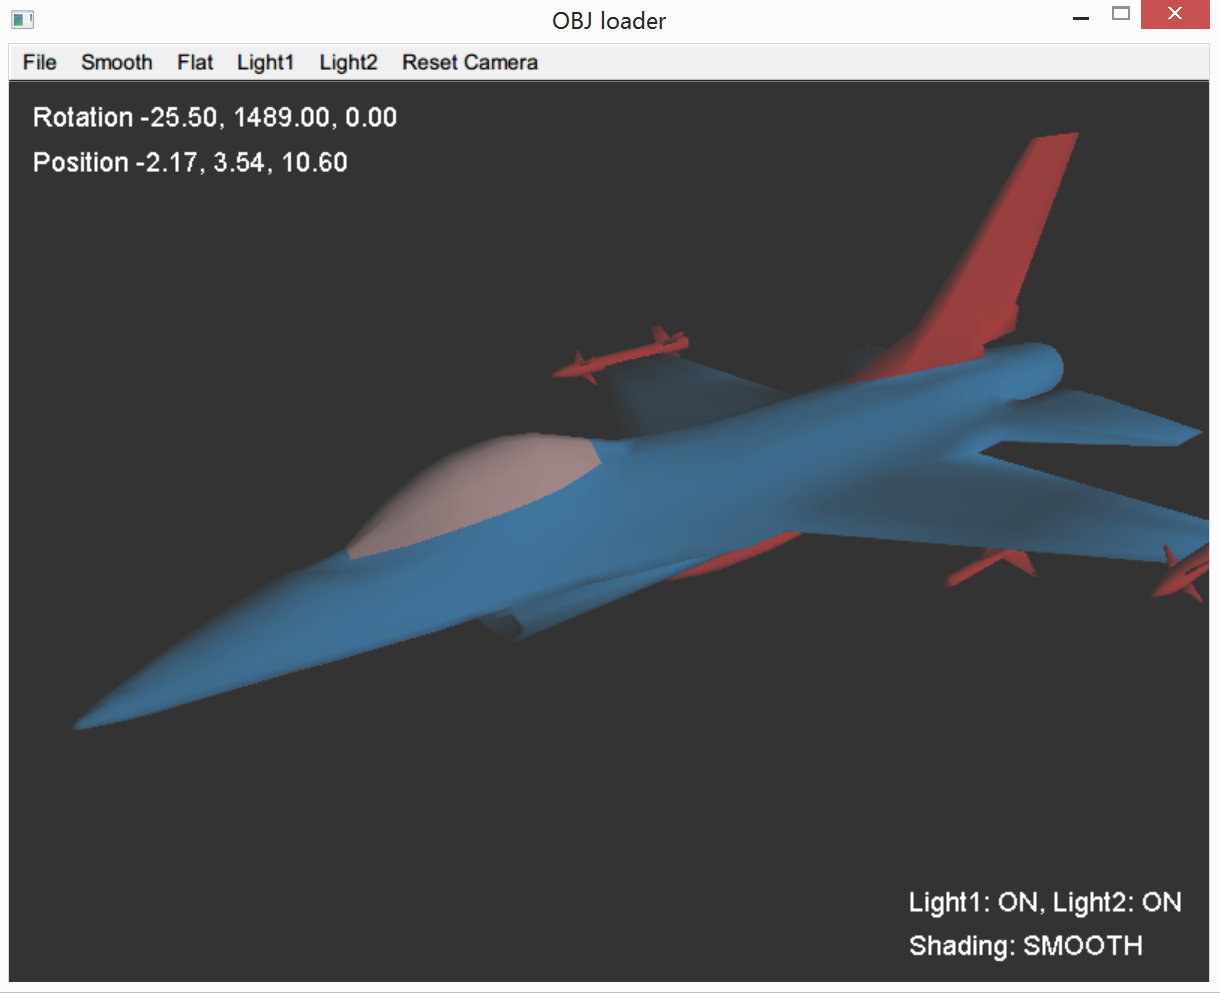 OBJ loader
File Smooth Flat Light1 Light2 Reset Camera
Rotation -25.50, 1489.00, 0.00
Position -2.17, 3.54, 10.60
Light1: ON, Light2: ON
Shading: SMOOTH